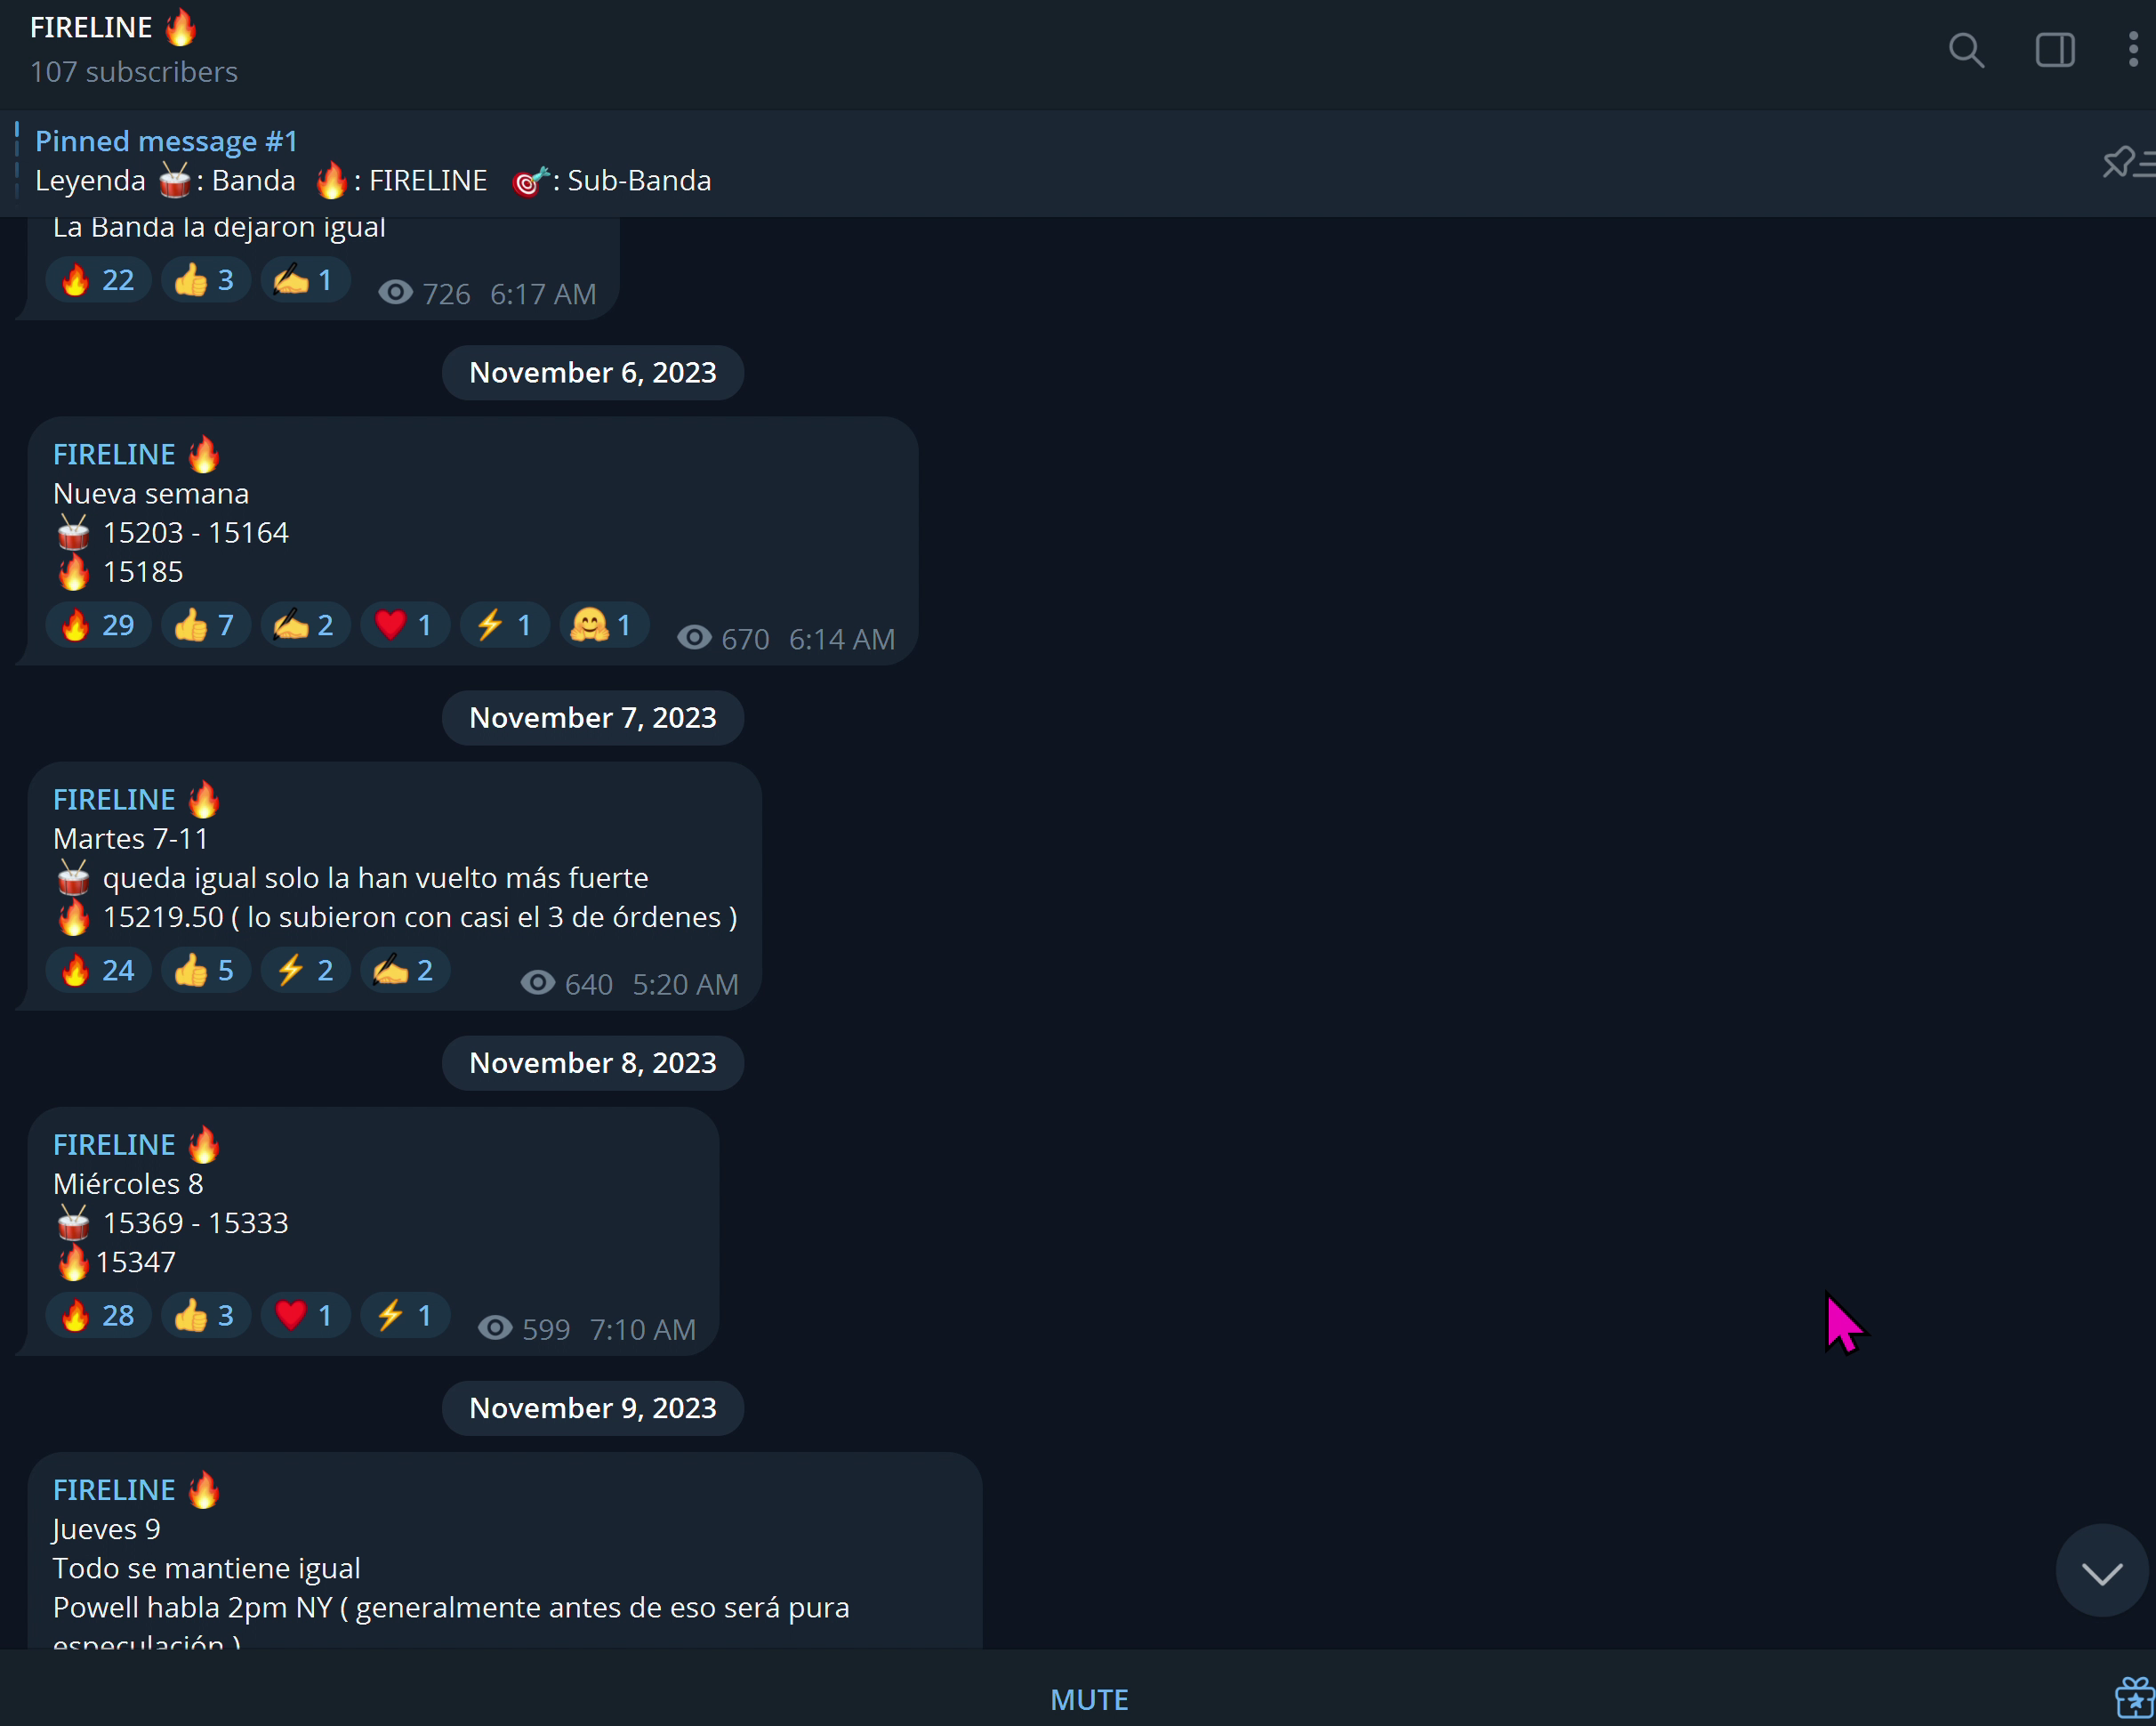 FIRELINE 🔥
107 subscribers
Pinned message #1
Leyenda 🥁: Banda 🔥: FIRELINE 🎯: Sub-Banda
La Banda la dejaron igual
🔥 22 👍 3 ✍️ 1 726 6:17 AM
November 6, 2023
FIRELINE 🔥
Nueva semana
🥁 15203 - 15164
🔥 15185
🔥 29 👍 7 ✍️ 2 ❤️ 1 ⚡ 1 🤗 1 670 6:14 AM
November 7, 2023
FIRELINE 🔥
Martes 7-11
🥁 queda igual solo la han vuelto más fuerte
🔥 15219.50 ( lo subieron con casi el 3 de órdenes )
🔥 24 👍 5 ⚡ 2 ✍️ 2 640 5:20 AM
November 8, 2023
FIRELINE 🔥
Miércoles 8
🥁 15369 - 15333
🔥15347
🔥 28 👍 3 ❤️ 1 ⚡ 1 599 7:10 AM
November 9, 2023
FIRELINE 🔥
Jueves 9
Todo se mantiene igual
Powell habla 2pm NY ( generalmente antes de eso será pura
especulación )
MUTE